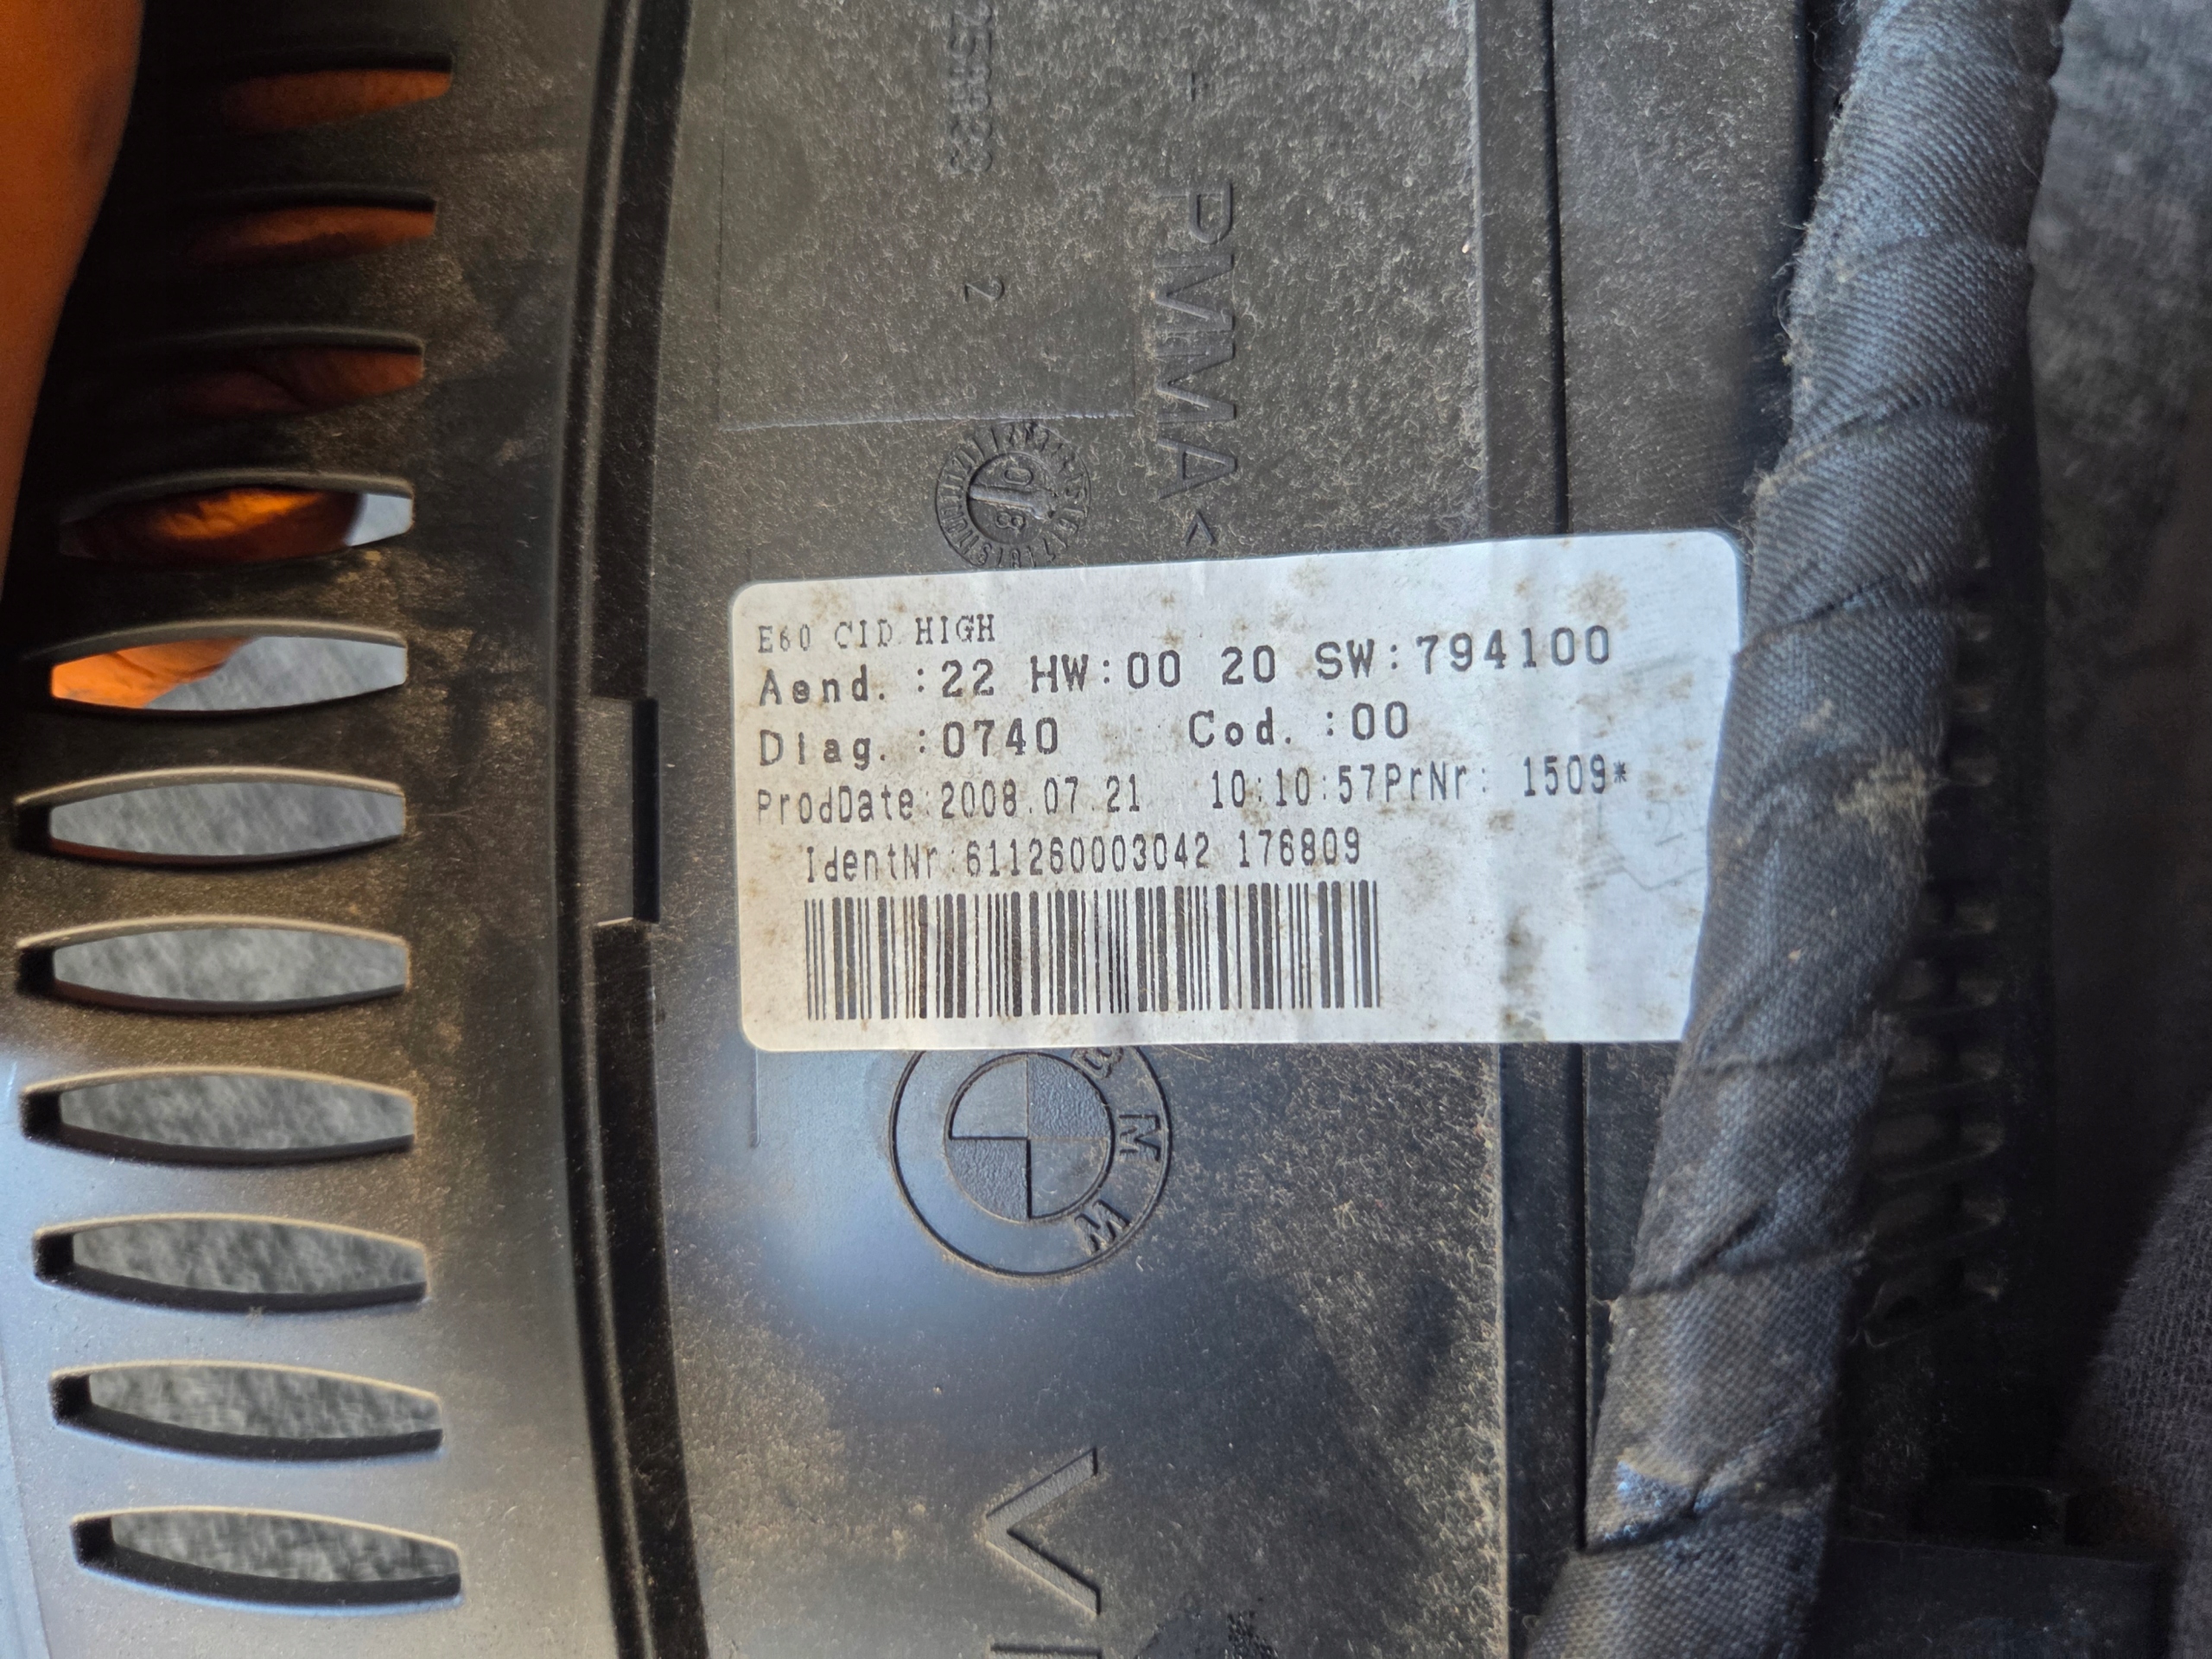 PMMA<
2
E60 CID HIGH
Aend. :22 HW:00 20 SW:794100
Diag. :0740 Cod. :00
ProdDate:2008.07.21 10:10:57PrNr: 1509*
IdentNr:611260003042 176809
BMW